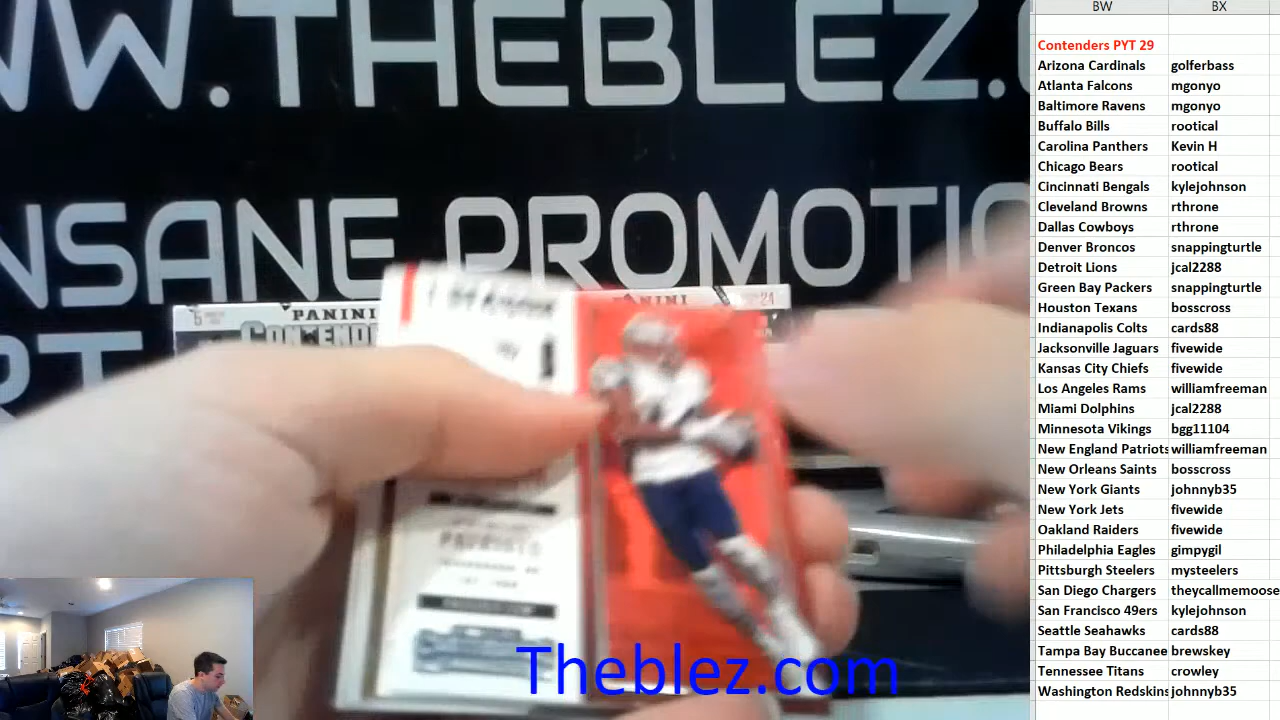 WW.THEBLEZ.C
NSANE PROMOTIO
RT
PANINI
PANINI
CONTEND
Theblez.com
BW BX
Contenders PYT 29
Arizona Cardinals golferbass
Atlanta Falcons mgonyo
Baltimore Ravens mgonyo
Buffalo Bills rootical
Carolina Panthers Kevin H
Chicago Bears rootical
Cincinnati Bengals kylejohnson
Cleveland Browns rthrone
Dallas Cowboys rthrone
Denver Broncos snappingturtle
Detroit Lions jcal2288
Green Bay Packers snappingturtle
Houston Texans bosscross
Indianapolis Colts cards88
Jacksonville Jaguars fivewide
Kansas City Chiefs fivewide
Los Angeles Rams williamfreeman
Miami Dolphins jcal2288
Minnesota Vikings bgg11104
New England Patriots williamfreeman
New Orleans Saints bosscross
New York Giants johnnyb35
New York Jets fivewide
Oakland Raiders fivewide
Philadelphia Eagles gimpygil
Pittsburgh Steelers mysteelers
San Diego Chargers theycallmemoose
San Francisco 49ers kylejohnson
Seattle Seahawks cards88
Tampa Bay Buccanee brewskey
Tennessee Titans crowley
Washington Redskins johnnyb35